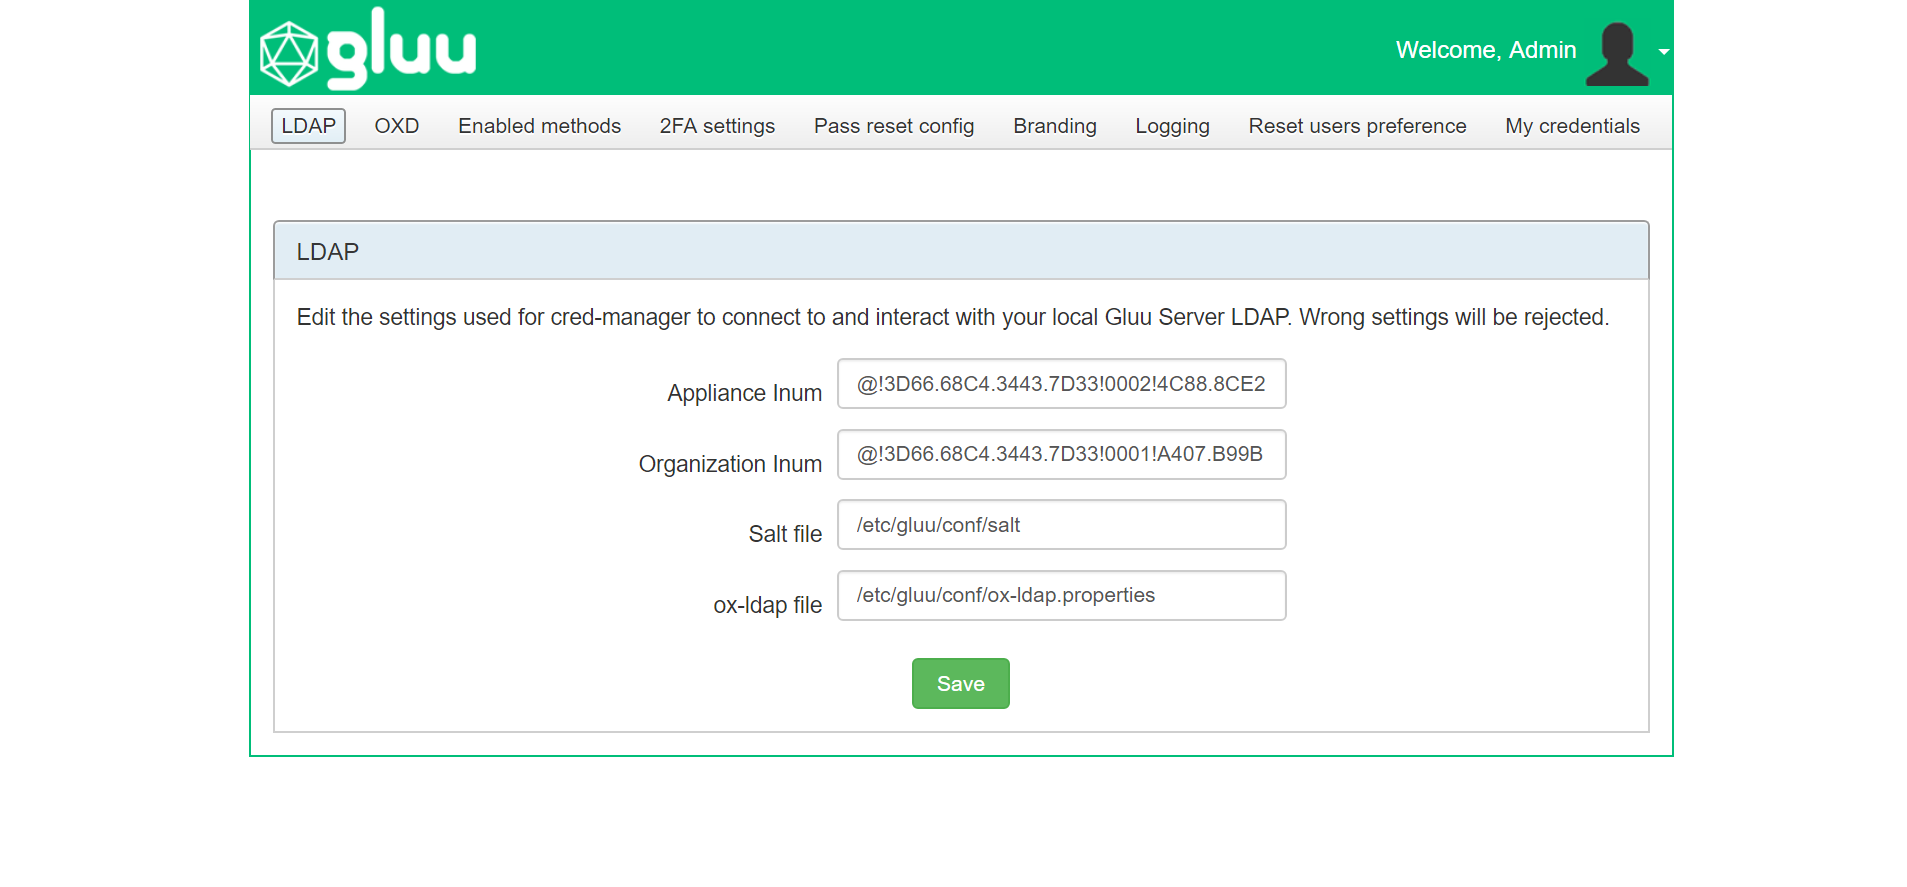 gluu
Welcome, Admin
LDAP OXD Enabled methods 2FA settings Pass reset config Branding Logging Reset users preference My credentials
LDAP
Edit the settings used for cred-manager to connect to and interact with your local Gluu Server LDAP. Wrong settings will be rejected.
Appliance Inum @!3D66.68C4.3443.7D33!0002!4C88.8CE2
Organization Inum @!3D66.68C4.3443.7D33!0001!A407.B99B
Salt file /etc/gluu/conf/salt
ox-ldap file /etc/gluu/conf/ox-ldap.properties
Save